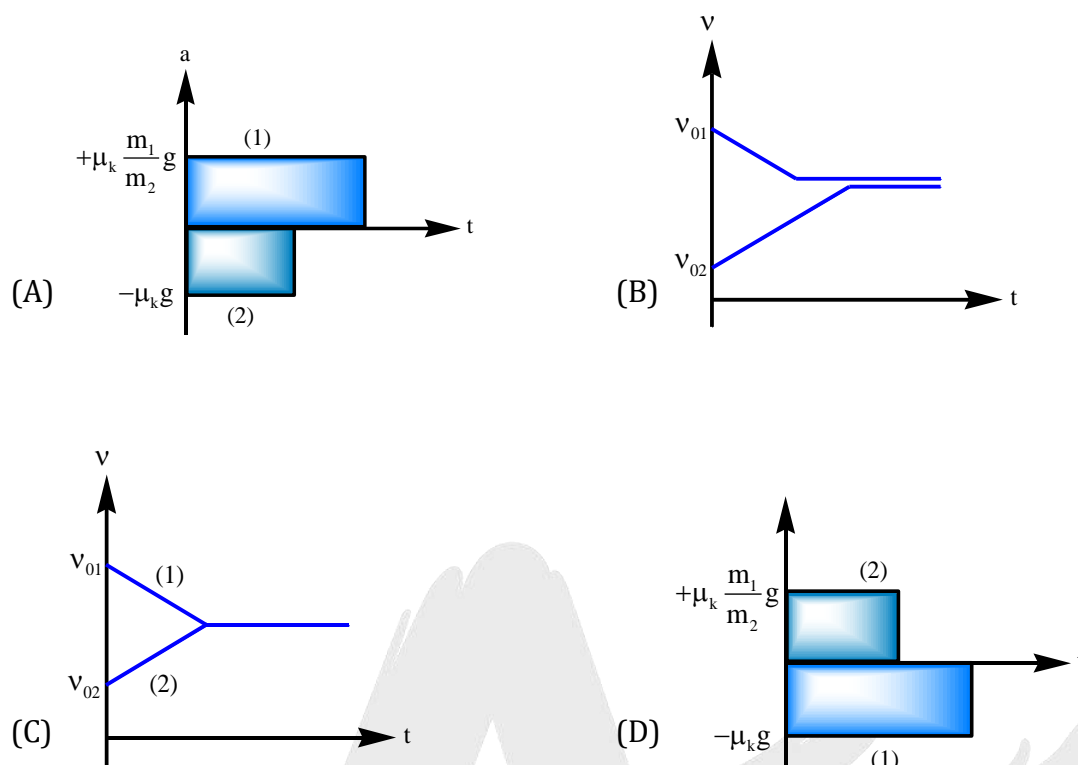 a
+μₖ m₁/m₂ g
(1)
t
−μₖg
(2)
(A)
ν
ν₀₁
ν₀₂
t
(B)
ν
ν₀₁
(1)
ν₀₂
(2)
t
(C)
+μₖ m₁/m₂ g
(2)
−μₖg
(1)
(D)